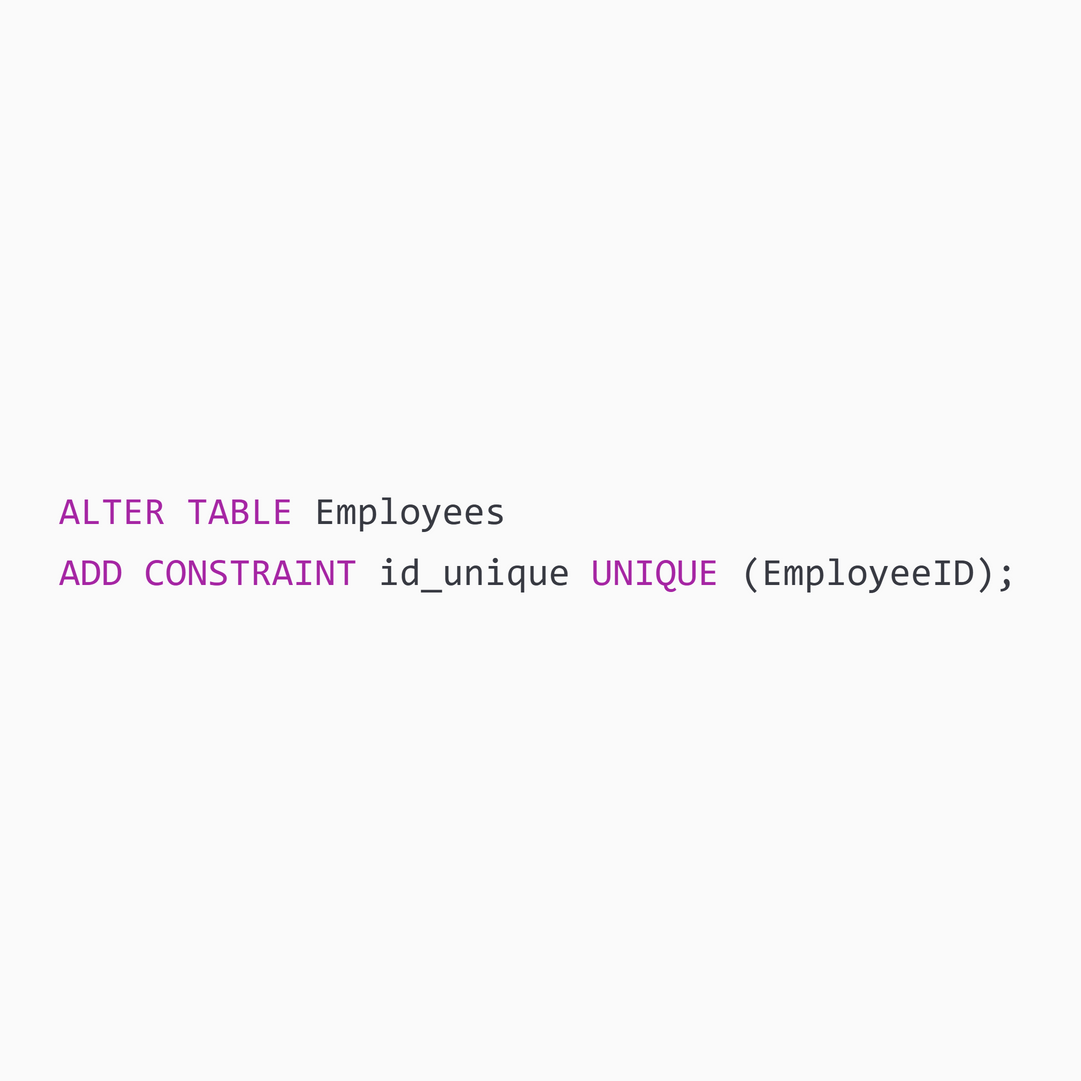 ALTER TABLE Employees
ADD CONSTRAINT id_unique UNIQUE (EmployeeID);